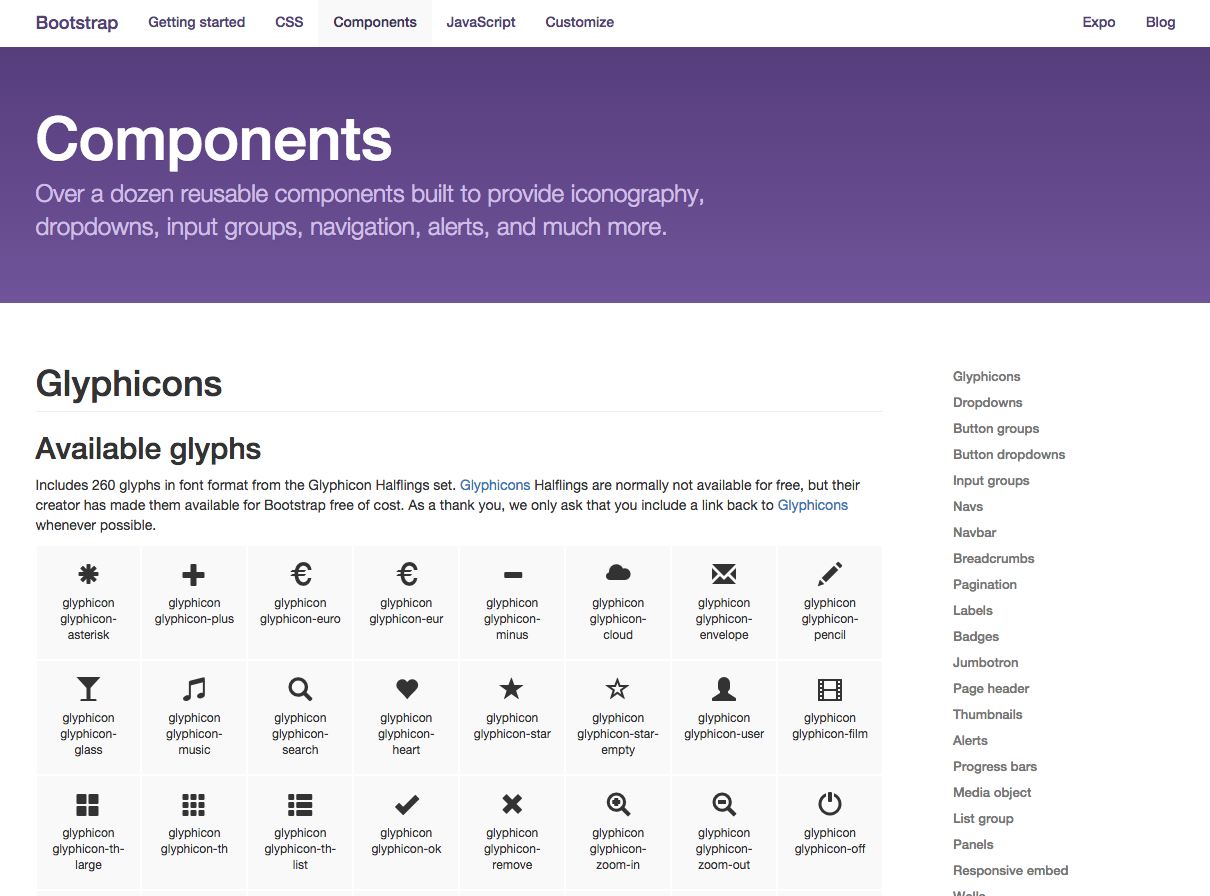 Bootstrap Getting started CSS Components JavaScript Customize Expo Blog
Components
Over a dozen reusable components built to provide iconography,
dropdowns, input groups, navigation, alerts, and much more.
Glyphicons
Available glyphs
Includes 260 glyphs in font format from the Glyphicon Halflings set. Glyphicons Halflings are normally not available for free, but their
creator has made them available for Bootstrap free of cost. As a thank you, we only ask that you include a link back to Glyphicons
whenever possible.
glyphicon
glyphicon-
asterisk
glyphicon
glyphicon-plus
glyphicon
glyphicon-euro
glyphicon
glyphicon-eur
glyphicon
glyphicon-
minus
glyphicon
glyphicon-
cloud
glyphicon
glyphicon-
envelope
glyphicon
glyphicon-
pencil
glyphicon
glyphicon-
glass
glyphicon
glyphicon-
music
glyphicon
glyphicon-
search
glyphicon
glyphicon-
heart
glyphicon
glyphicon-star
glyphicon
glyphicon-star-
empty
glyphicon
glyphicon-user
glyphicon
glyphicon-film
glyphicon
glyphicon-th-
large
glyphicon
glyphicon-th
glyphicon
glyphicon-th-
list
glyphicon
glyphicon-ok
glyphicon
glyphicon-
remove
glyphicon
glyphicon-
zoom-in
glyphicon
glyphicon-
zoom-out
glyphicon
glyphicon-off
Glyphicons
Dropdowns
Button groups
Button dropdowns
Input groups
Navs
Navbar
Breadcrumbs
Pagination
Labels
Badges
Jumbotron
Page header
Thumbnails
Alerts
Progress bars
Media object
List group
Panels
Responsive embed
Wells